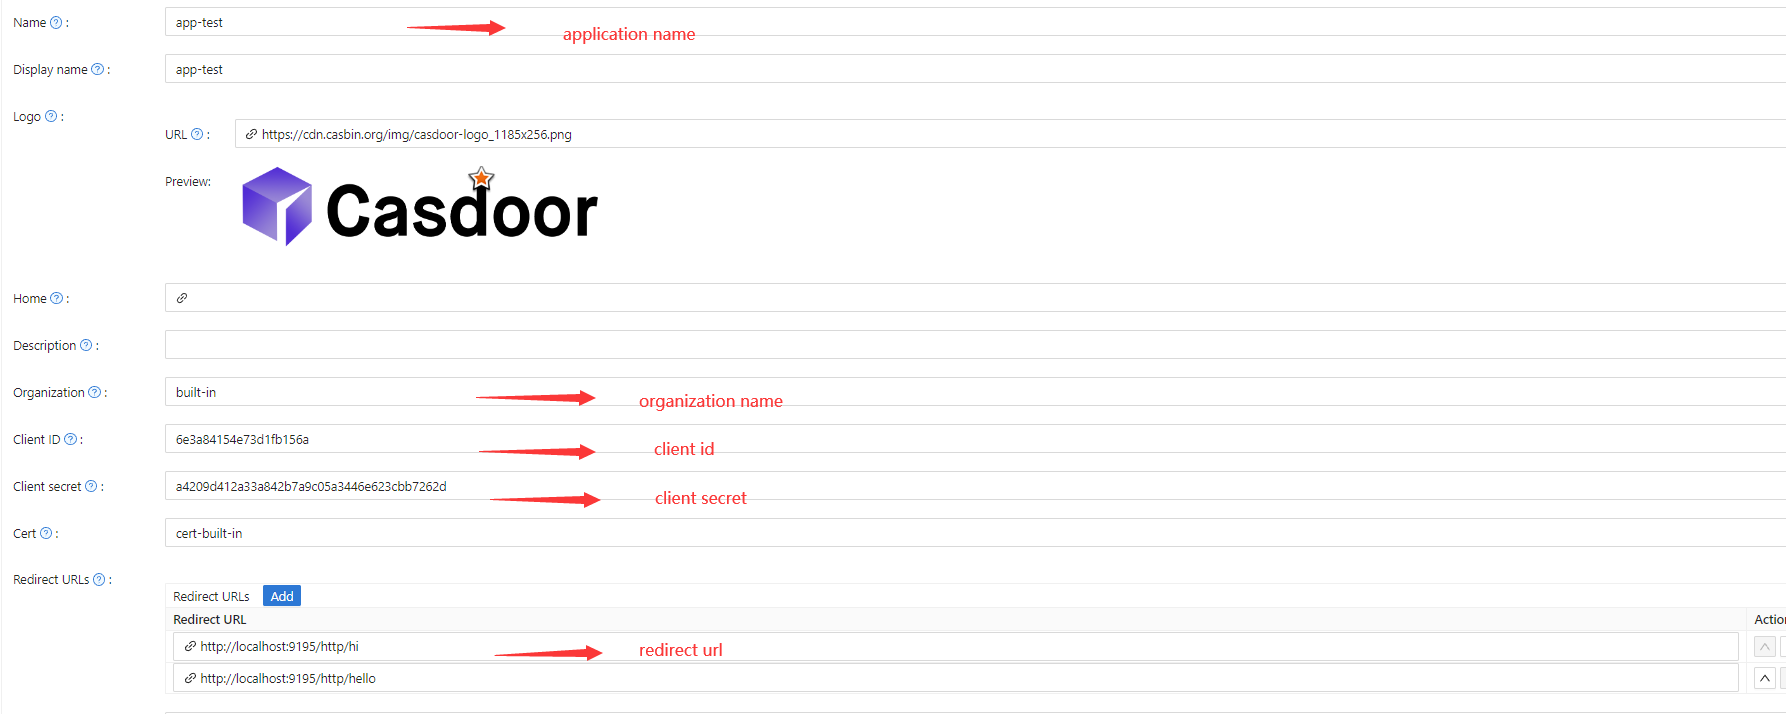 Name ? : app-test application name
Display name ? : app-test
Logo ? :
URL ? : https://cdn.casbin.org/img/casdoor-logo_1185x256.png
Preview: Casdoor
Home ? :
Description ? :
Organization ? : built-in organization name
Client ID ? : 6e3a84154e73d1fb156a client id
Client secret ? : a4209d412a33a842b7a9c05a3446e623cbb7262d client secret
Cert ? : cert-built-in
Redirect URLs ? :
Redirect URLs Add
Redirect URL Action
http://localhost:9195/http/hi redirect url
http://localhost:9195/http/hello